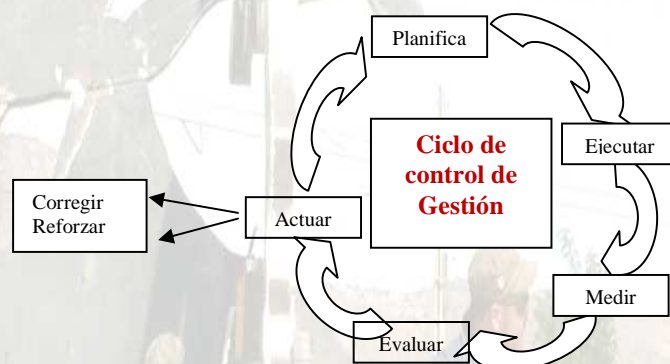 Planifica
Ciclo de
control de
Gestión
Ejecutar
Medir
Evaluar
Actuar
Corregir
Reforzar